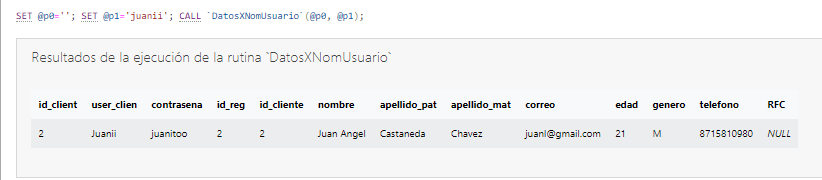 SET @p0=''; SET @p1='juanii'; CALL `DatosXNomUsuario`(@p0, @p1);
Resultados de la ejecución de la rutina `DatosXNomUsuario`
id_client user_clien contrasena id_reg id_cliente nombre apellido_pat apellido_mat correo edad genero telefono RFC
2 Juanii juanitoo 2 2 Juan Angel Castaneda Chavez juanl@gmail.com 21 M 8715810980 NULL